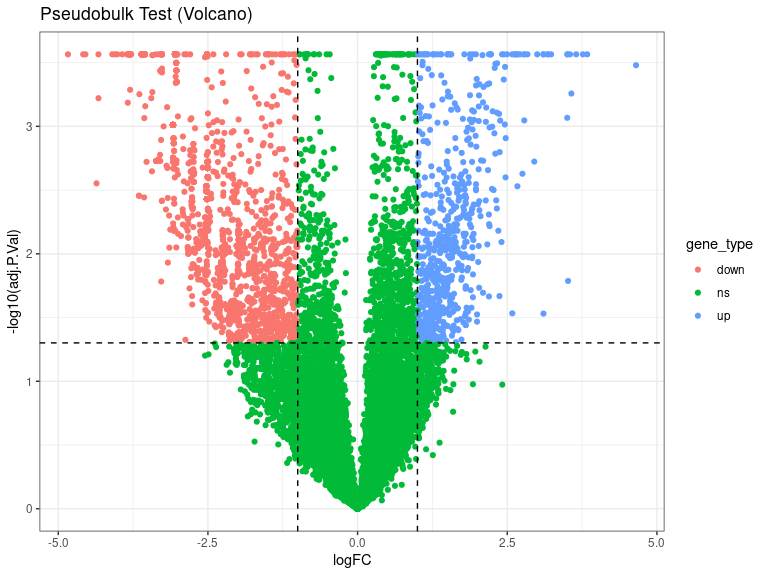 Pseudobulk Test (Volcano)
-log10(adj.P.Val)
3
2
1
0
-5.0
-2.5
0.0
2.5
5.0
logFC
gene_type
down
ns
up